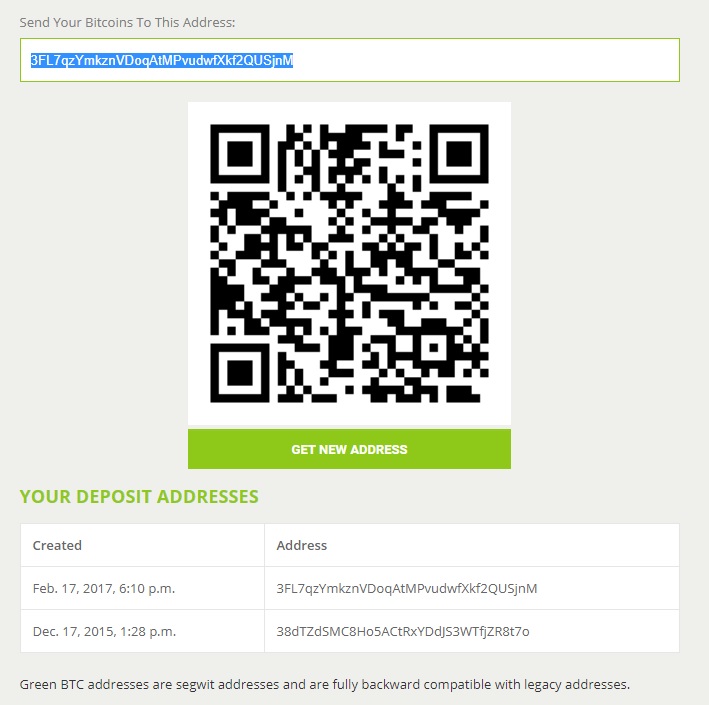 Send Your Bitcoins To This Address:
3FL7qzYmkznVDoqAtMPvudwfXkf2QUSjnM
GET NEW ADDRESS
YOUR DEPOSIT ADDRESSES
Created Address
Feb. 17, 2017, 6:10 p.m. 3FL7qzYmkznVDoqAtMPvudwfXkf2QUSjnM
Dec. 17, 2015, 1:28 p.m. 38dTZdSMC8Ho5ACtRxYDdJS3WTfjZR8t7o
Green BTC addresses are segwit addresses and are fully backward compatible with legacy addresses.